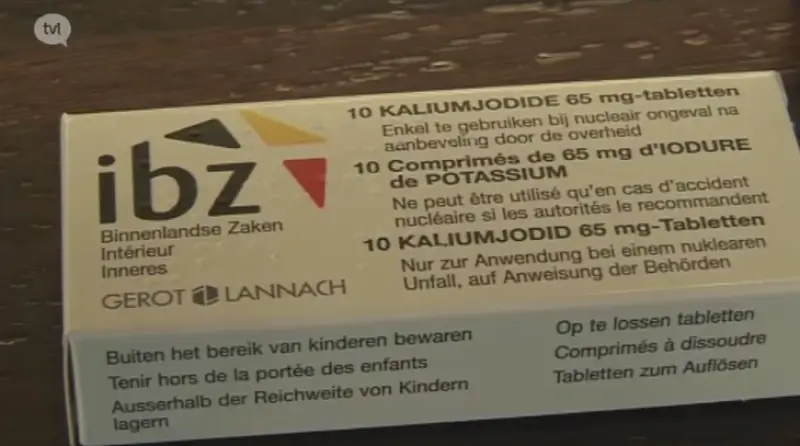 tvl
10 KALIUMJODIDE 65 mg-tabletten
Enkel te gebruiken bij nucleair ongeval na
aanbeveling door de overheid
10 Comprimés de 65 mg d'IODURE
de POTASSIUM
Ne peut être utilisé qu'en cas d'accident
nucléaire si les autorités le recommandent
10 KALIUMJODID 65 mg-Tabletten
Nur zur Anwendung bei einem nuklearen
Unfall, auf Anweisung der Behörden
ibz
Binnenlandse Zaken
Intérieur
Inneres
GEROT LANNACH
Buiten het bereik van kinderen bewaren
Tenir hors de la portée des enfants
Ausserhalb der Reichweite von Kindern
lagern
Op te lossen tabletten
Comprimés à dissoudre
Tabletten zum Auflösen